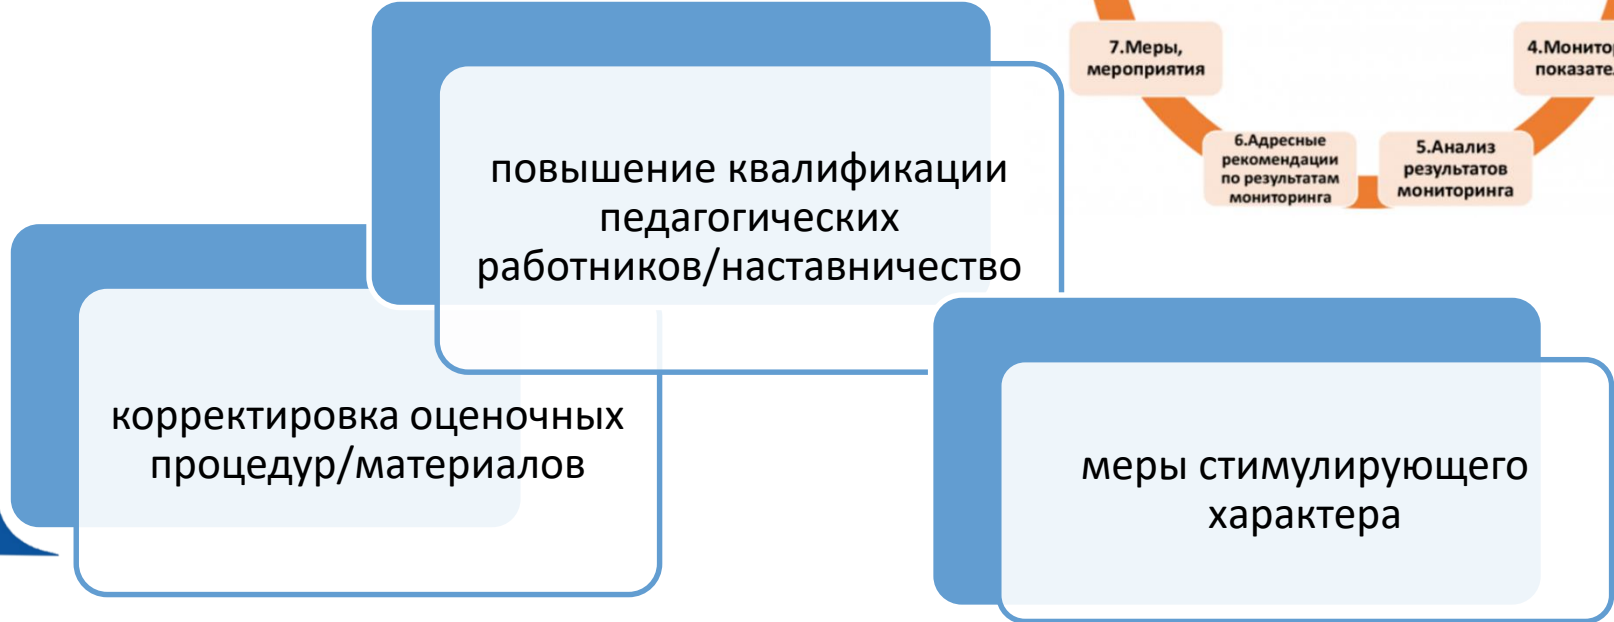 7.Меры,
мероприятия
6.Адресные
рекомендации
по результатам
мониторинга
5.Анализ
результатов
мониторинга
повышение квалификации
педагогических
работников/наставничество
корректировка оценочных
процедур/материалов
меры стимулирующего
характера